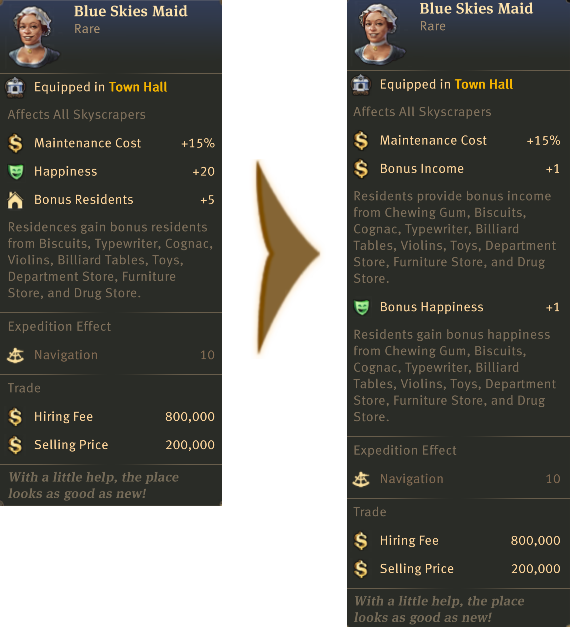 Blue Skies Maid
Rare
Equipped in Town Hall
Affects All Skyscrapers
Maintenance Cost +15%
Happiness +20
Bonus Residents +5
Residences gain bonus residents
from Biscuits, Typewriter, Cognac,
Violins, Billiard Tables, Toys,
Department Store, Furniture
Store, and Drug Store.
Expedition Effect
Navigation 10
Trade
Hiring Fee 800,000
Selling Price 200,000
With a little help, the place
looks as good as new!
Blue Skies Maid
Rare
Equipped in Town Hall
Affects All Skyscrapers
Maintenance Cost +15%
Bonus Income +1
Residents provide bonus income
from Chewing Gum, Biscuits,
Cognac, Typewriter, Billiard
Tables, Violins, Toys, Department
Store, Furniture Store, and Drug
Store.
Bonus Happiness +1
Residents gain bonus happiness
from Chewing Gum, Biscuits,
Cognac, Typewriter, Billiard
Tables, Violins, Toys, Department
Store, Furniture Store, and Drug
Store.
Expedition Effect
Navigation 10
Trade
Hiring Fee 800,000
Selling Price 200,000
With a little help, the place
looks as good as new!